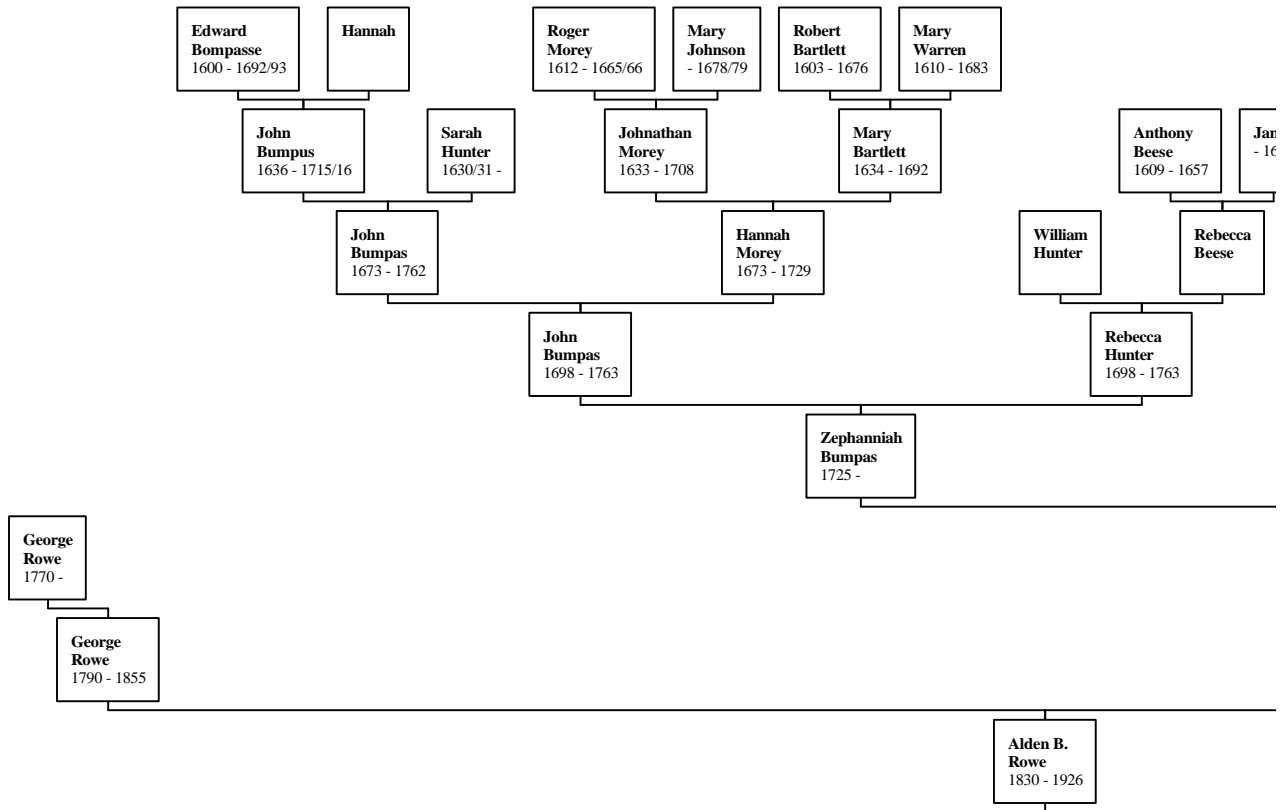 Edward
Bompasse
1600 - 1692/93
Hannah
Roger
Morey
1612 - 1665/66
Mary
Johnson
- 1678/79
Robert
Bartlett
1603 - 1676
Mary
Warren
1610 - 1683
John
Bumpus
1636 - 1715/16
Sarah
Hunter
1630/31 -
Johnathan
Morey
1633 - 1708
Mary
Bartlett
1634 - 1692
Anthony
Beese
1609 - 1657
John
Bumpas
1673 - 1762
Hannah
Morey
1673 - 1729
William
Hunter
Rebecca
Beese
John
Bumpas
1698 - 1763
Rebecca
Hunter
1698 - 1763
Zephanniah
Bumpas
1725 -
George
Rowe
1770 -
George
Rowe
1790 - 1855
Alden B.
Rowe
1830 - 1926